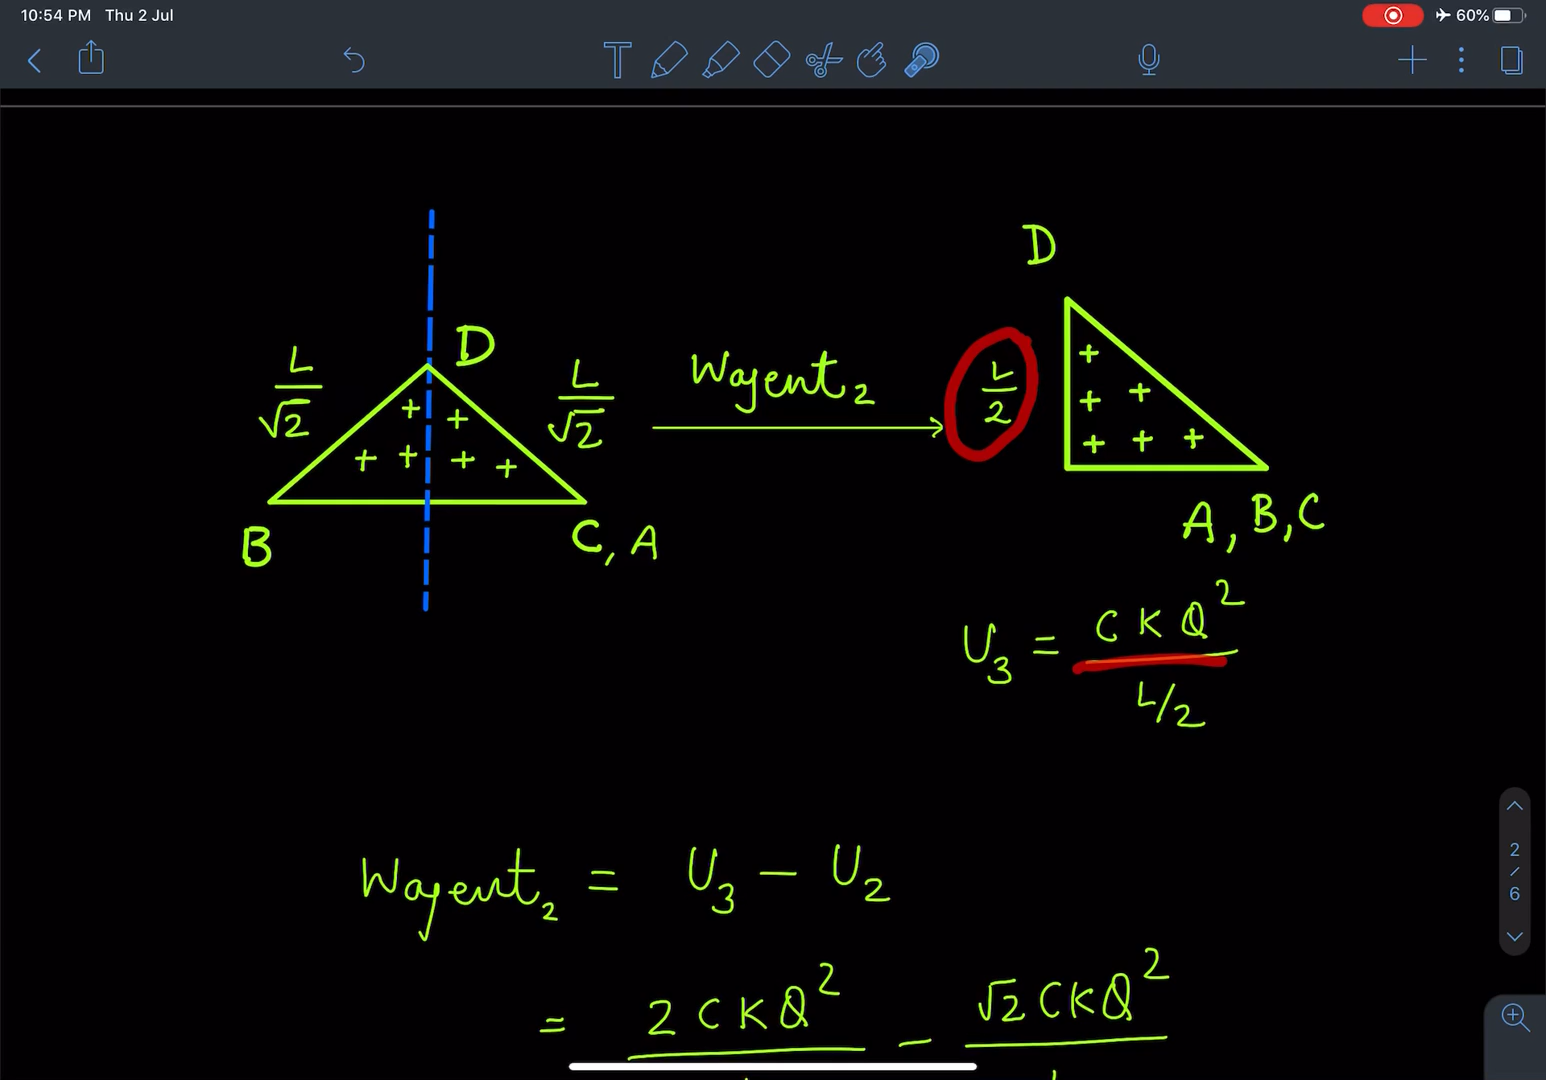 10:54 PM Thu 2 Jul
60%
D
D
L/√2
L/√2
Wagent₂
L/2
+ + + + + +
+ + + + + +
B
C, A
A, B, C
U₃ = CKQ² / L/2
Wagent₂ = U₃ − U₂
= 2CKQ² − √2CKQ²
2
/
6